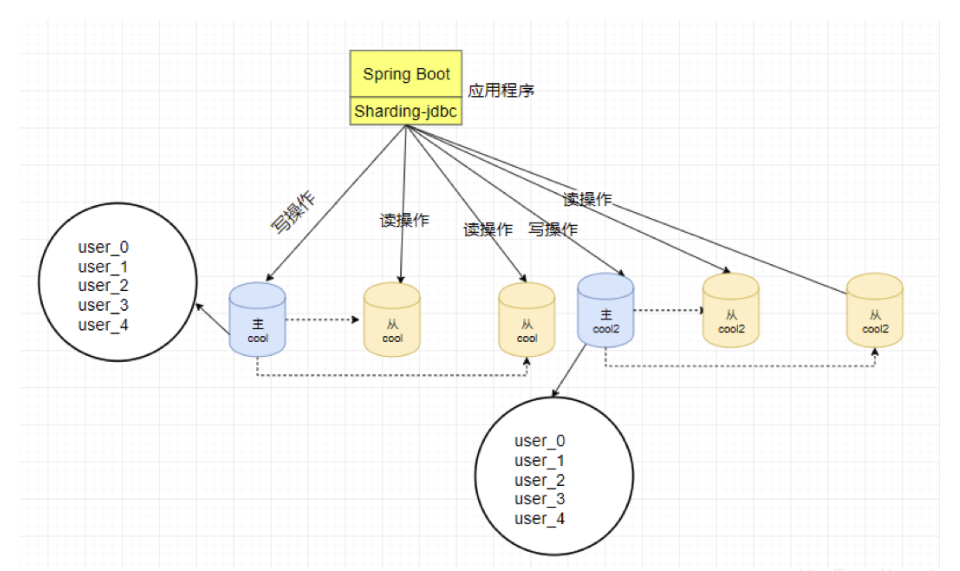 Spring Boot
Sharding-jdbc
应用程序
写操作
读操作
读操作
写操作
读操作
user_0
user_1
user_2
user_3
user_4
主
cool
从
cool
从
cool
主
cool2
从
cool2
从
cool2
user_0
user_1
user_2
user_3
user_4